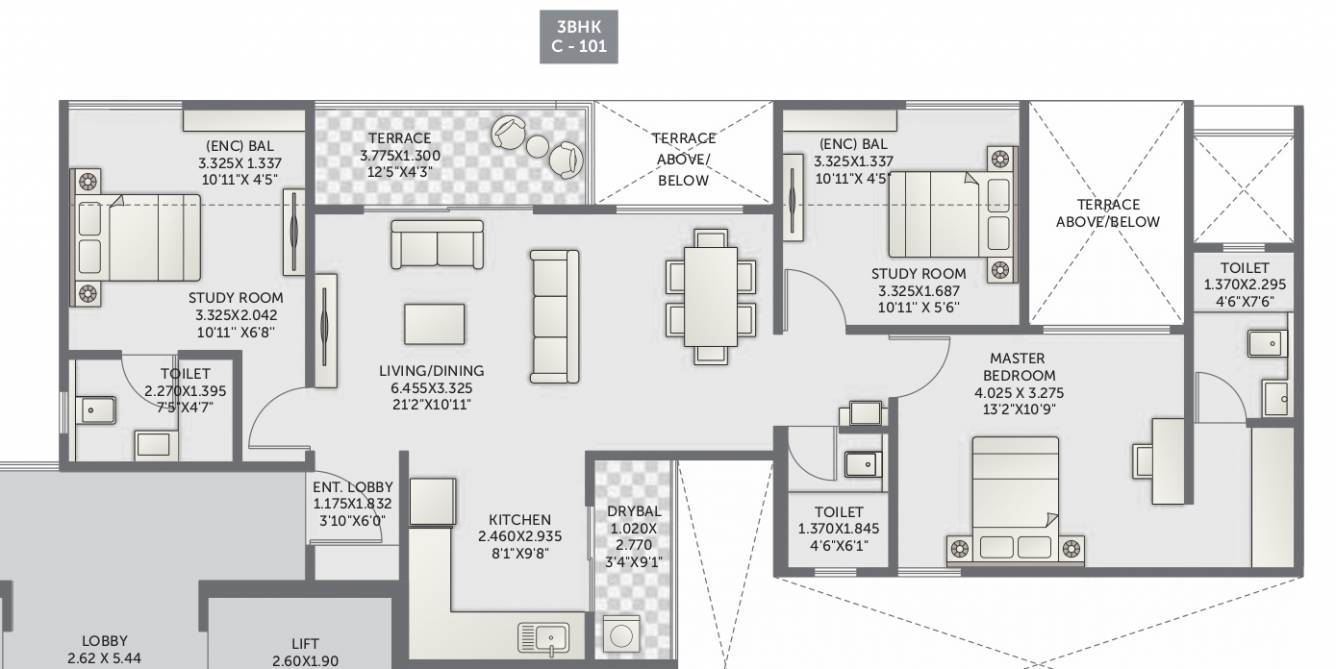 3BHK
C - 101
(ENC) BAL
3.325X 1.337
10'11"X 4'5"
TERRACE
3.775X1.300
12'5"X4'3"
TERRACE
ABOVE/
BELOW
(ENC) BAL
3.325X1.337
10'11"X 4'5"
TERRACE
ABOVE/BELOW
TOILET
1.370X2.295
4'6"X7'6"
STUDY ROOM
3.325X2.042
10'11'' X6'8''
STUDY ROOM
3.325X1.687
10'11'' X 5'6''
TOILET
2.270X1.395
7'5"X4'7"
LIVING/DINING
6.455X3.325
21'2"X10'11"
MASTER
BEDROOM
4.025 X 3.275
13'2"X10'9"
ENT. LOBBY
1.175X1.832
3'10"X6'0"
KITCHEN
2.460X2.935
8'1"X9'8"
DRYBAL
1.020X
2.770
3'4"X9'1"
TOILET
1.370X1.845
4'6"X6'1"
LOBBY
2.62 X 5.44
LIFT
2.60X1.90